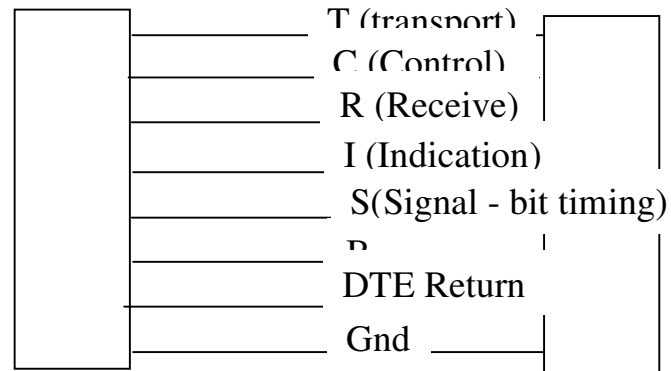 T (transport)
C (Control)
R (Receive)
I (Indication)
S(Signal - bit timing)
DTE Return
Gnd